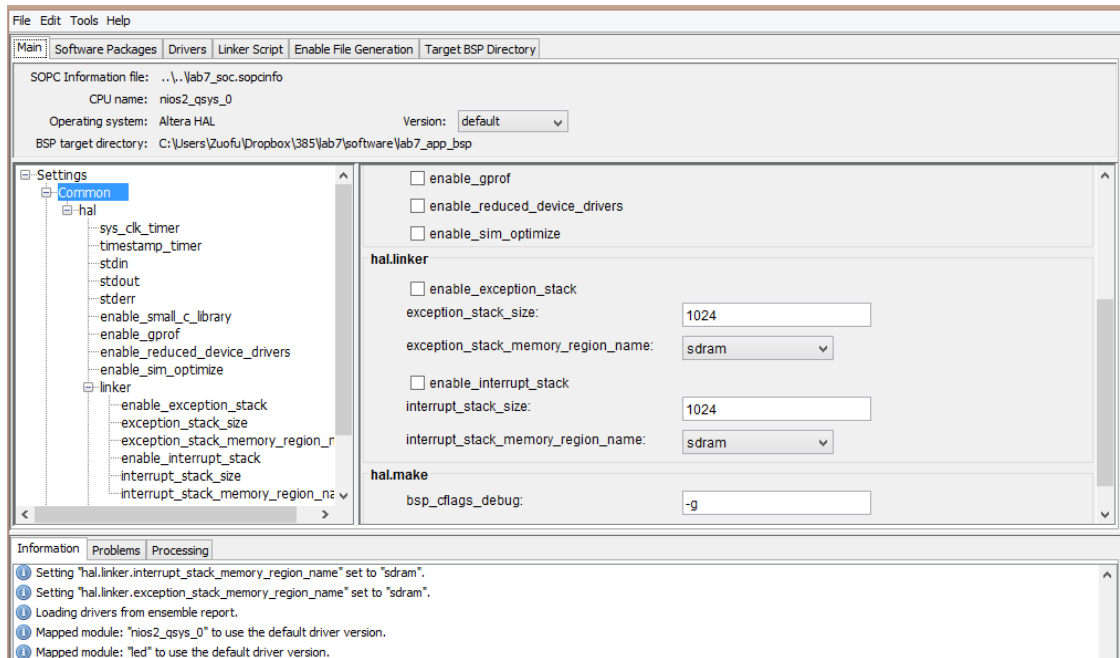 File Edit Tools Help
Main Software Packages Drivers Linker Script Enable File Generation Target BSP Directory
SOPC Information file: ..\..\lab7_soc.sopcinfo
CPU name: nios2_qsys_0
Operating system: Altera HAL Version: default
BSP target directory: C:\Users\Zuofu\Dropbox\385\lab7\software\lab7_app_bsp
Settings
Common
hal
sys_clk_timer
timestamp_timer
stdin
stdout
stderr
enable_small_c_library
enable_gprof
enable_reduced_device_drivers
enable_sim_optimize
linker
enable_exception_stack
exception_stack_size
exception_stack_memory_region_n
enable_interrupt_stack
interrupt_stack_size
interrupt_stack_memory_region_na
enable_gprof
enable_reduced_device_drivers
enable_sim_optimize
hal.linker
enable_exception_stack
exception_stack_size: 1024
exception_stack_memory_region_name: sdram
enable_interrupt_stack
interrupt_stack_size: 1024
interrupt_stack_memory_region_name: sdram
hal.make
bsp_cflags_debug: -g
Information Problems Processing
Setting "hal.linker.interrupt_stack_memory_region_name" set to "sdram".
Setting "hal.linker.exception_stack_memory_region_name" set to "sdram".
Loading drivers from ensemble report.
Mapped module: "nios2_qsys_0" to use the default driver version.
Mapped module: "led" to use the default driver version.